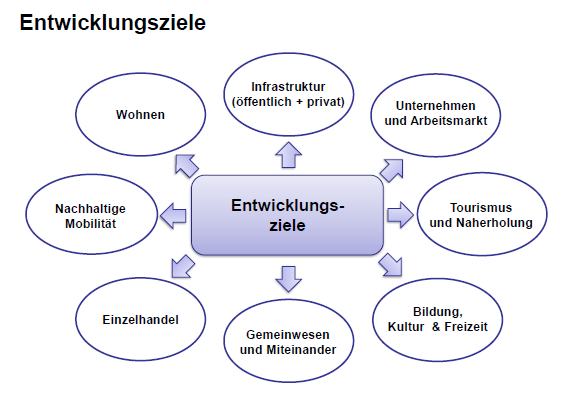 Entwicklungsziele
Infrastruktur
(öffentlich + privat)
Wohnen
Unternehmen
und Arbeitsmarkt
Nachhaltige
Mobilität
Entwicklungs-
ziele
Tourismus
und Naherholung
Einzelhandel
Gemeinwesen
und Miteinander
Bildung,
Kultur & Freizeit